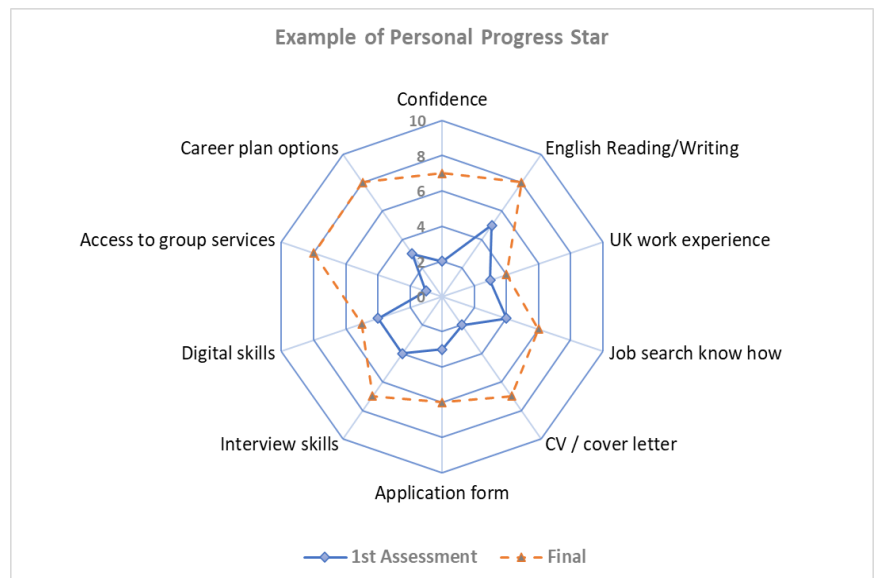 Example of Personal Progress Star
Confidence
10
Career plan options
English Reading/Writing
8
6
Access to group services
UK work experience
4
2
0
Digital skills
Job search know how
Interview skills
CV / cover letter
Application form
1st Assessment
Final